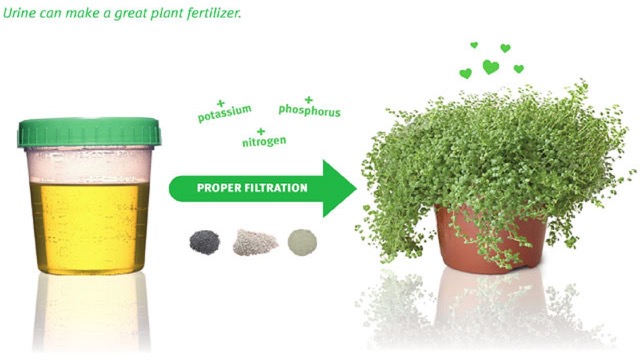 Urine can make a great plant fertilizer.
+
potassium
+
phosphorus
+
nitrogen
PROPER FILTRATION